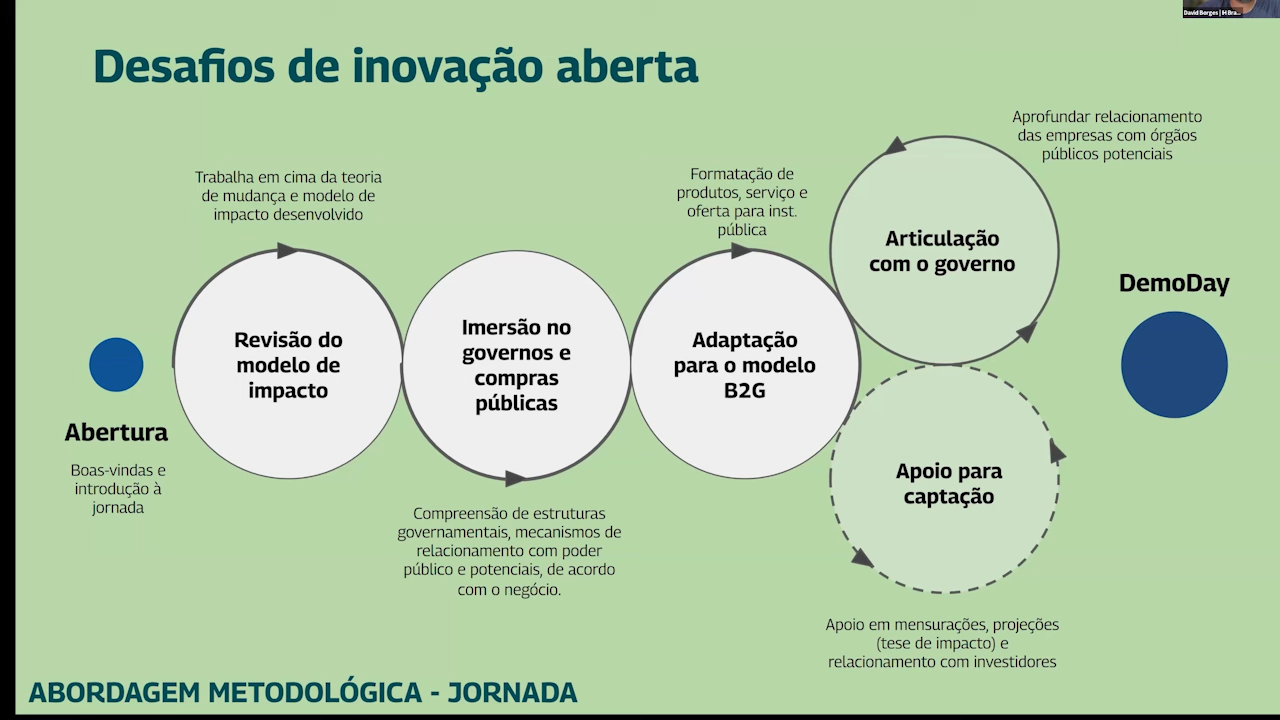 David Borges | IM Bra...
Desafios de inovação aberta
Trabalha em cima da teoria
de mudança e modelo de
impacto desenvolvido
Formatação de
produtos, serviço e
oferta para inst.
pública
Aprofundar relacionamento
das empresas com órgãos
públicos potenciais
Abertura
Boas-vindas e
introdução à
jornada
Revisão do
modelo de
impacto
Imersão no
governos e
compras
públicas
Compreensão de estruturas
governamentais, mecanismos de
relacionamento com poder
público e potenciais, de acordo
com o negócio.
Adaptação
para o modelo
B2G
Articulação
com o governo
Apoio para
captação
Apoio em mensurações, projeções
(tese de impacto) e
relacionamento com investidores
DemoDay
ABORDAGEM METODOLÓGICA - JORNADA